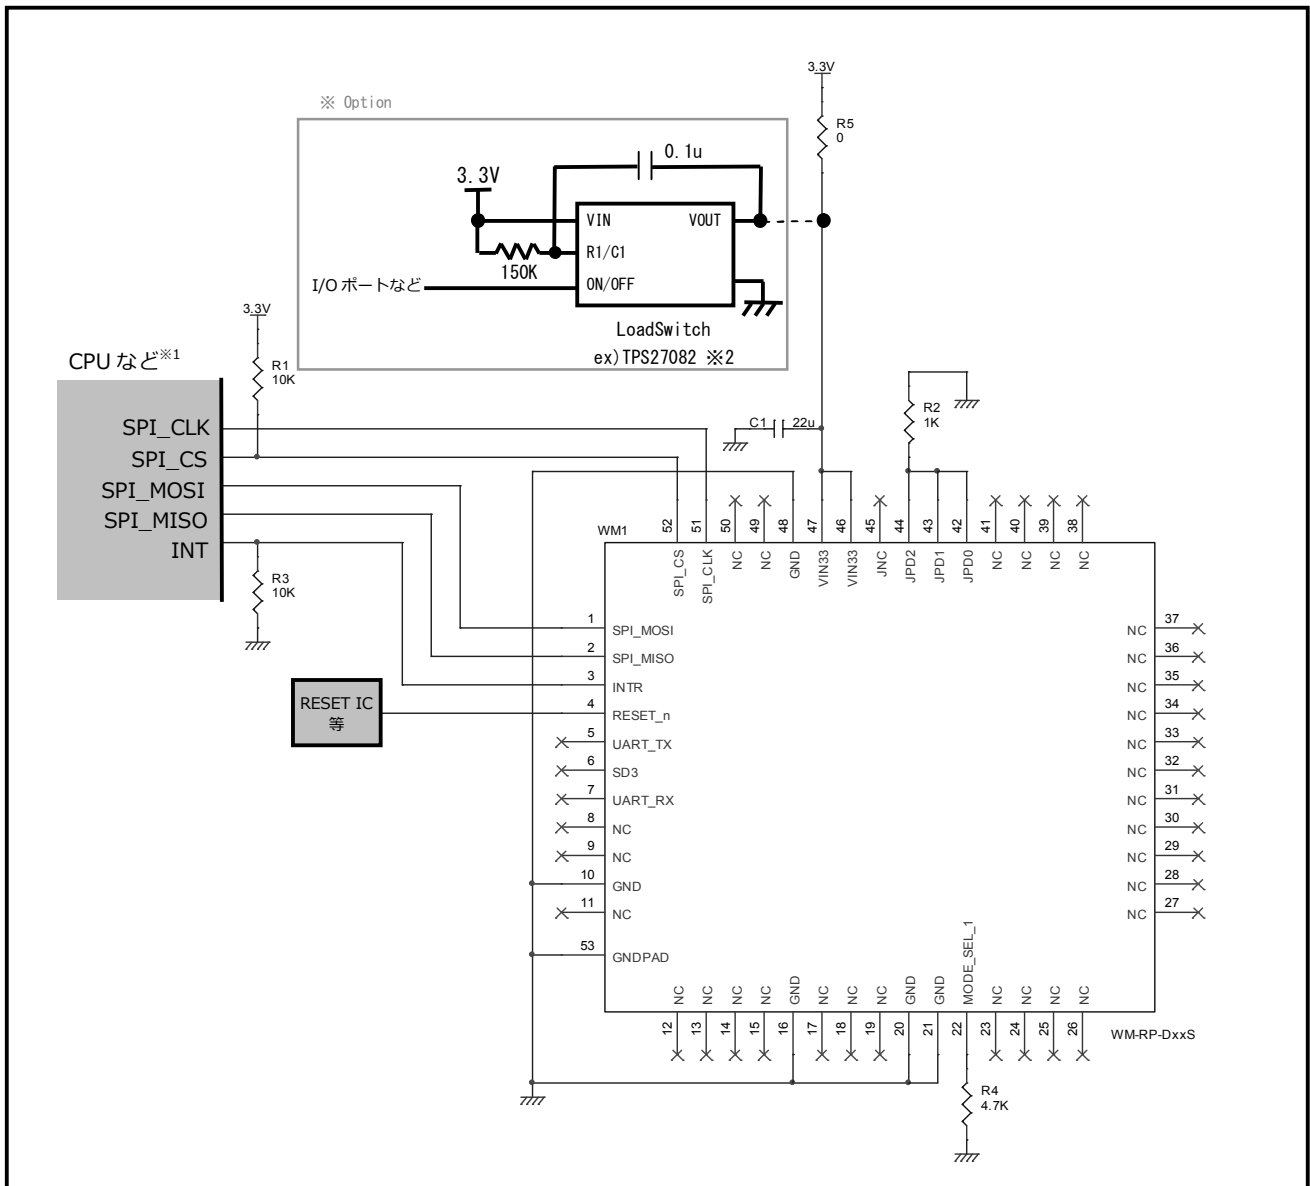 3.3V
R5
0
※ Option
0.1u
3.3V
VIN
VOUT
R1/C1
150K
I/O ポートなど
ON/OFF
LoadSwitch
ex)TPS27082 ※2
3.3V
R1
10K
CPU など※1
SPI_CLK
SPI_CS
SPI_MOSI
SPI_MISO
INT
R3
10K
C1
22u
R2
1K
RESET IC
等
WM1
52
51
50
49
48
47
46
45
44
43
42
41
40
39
38
SPI_CS
SPI_CLK
NC
NC
GND
VIN33
VIN33
JNC
JPD2
JPD1
JPD0
NC
NC
NC
NC
1
SPI_MOSI
2
SPI_MISO
3
INTR
4
RESET_n
5
UART_TX
6
SD3
7
UART_RX
8
NC
9
NC
10
GND
11
NC
53
GNDPAD
NC
37
NC
36
NC
35
NC
34
NC
33
NC
32
NC
31
NC
30
NC
29
NC
28
NC
27
NC
NC
NC
NC
GND
NC
NC
NC
GND
GND
MODE_SEL_1
NC
NC
NC
NC
12
13
14
15
16
17
18
19
20
21
22
23
24
25
26
WM-RP-DxxS
R4
4.7K